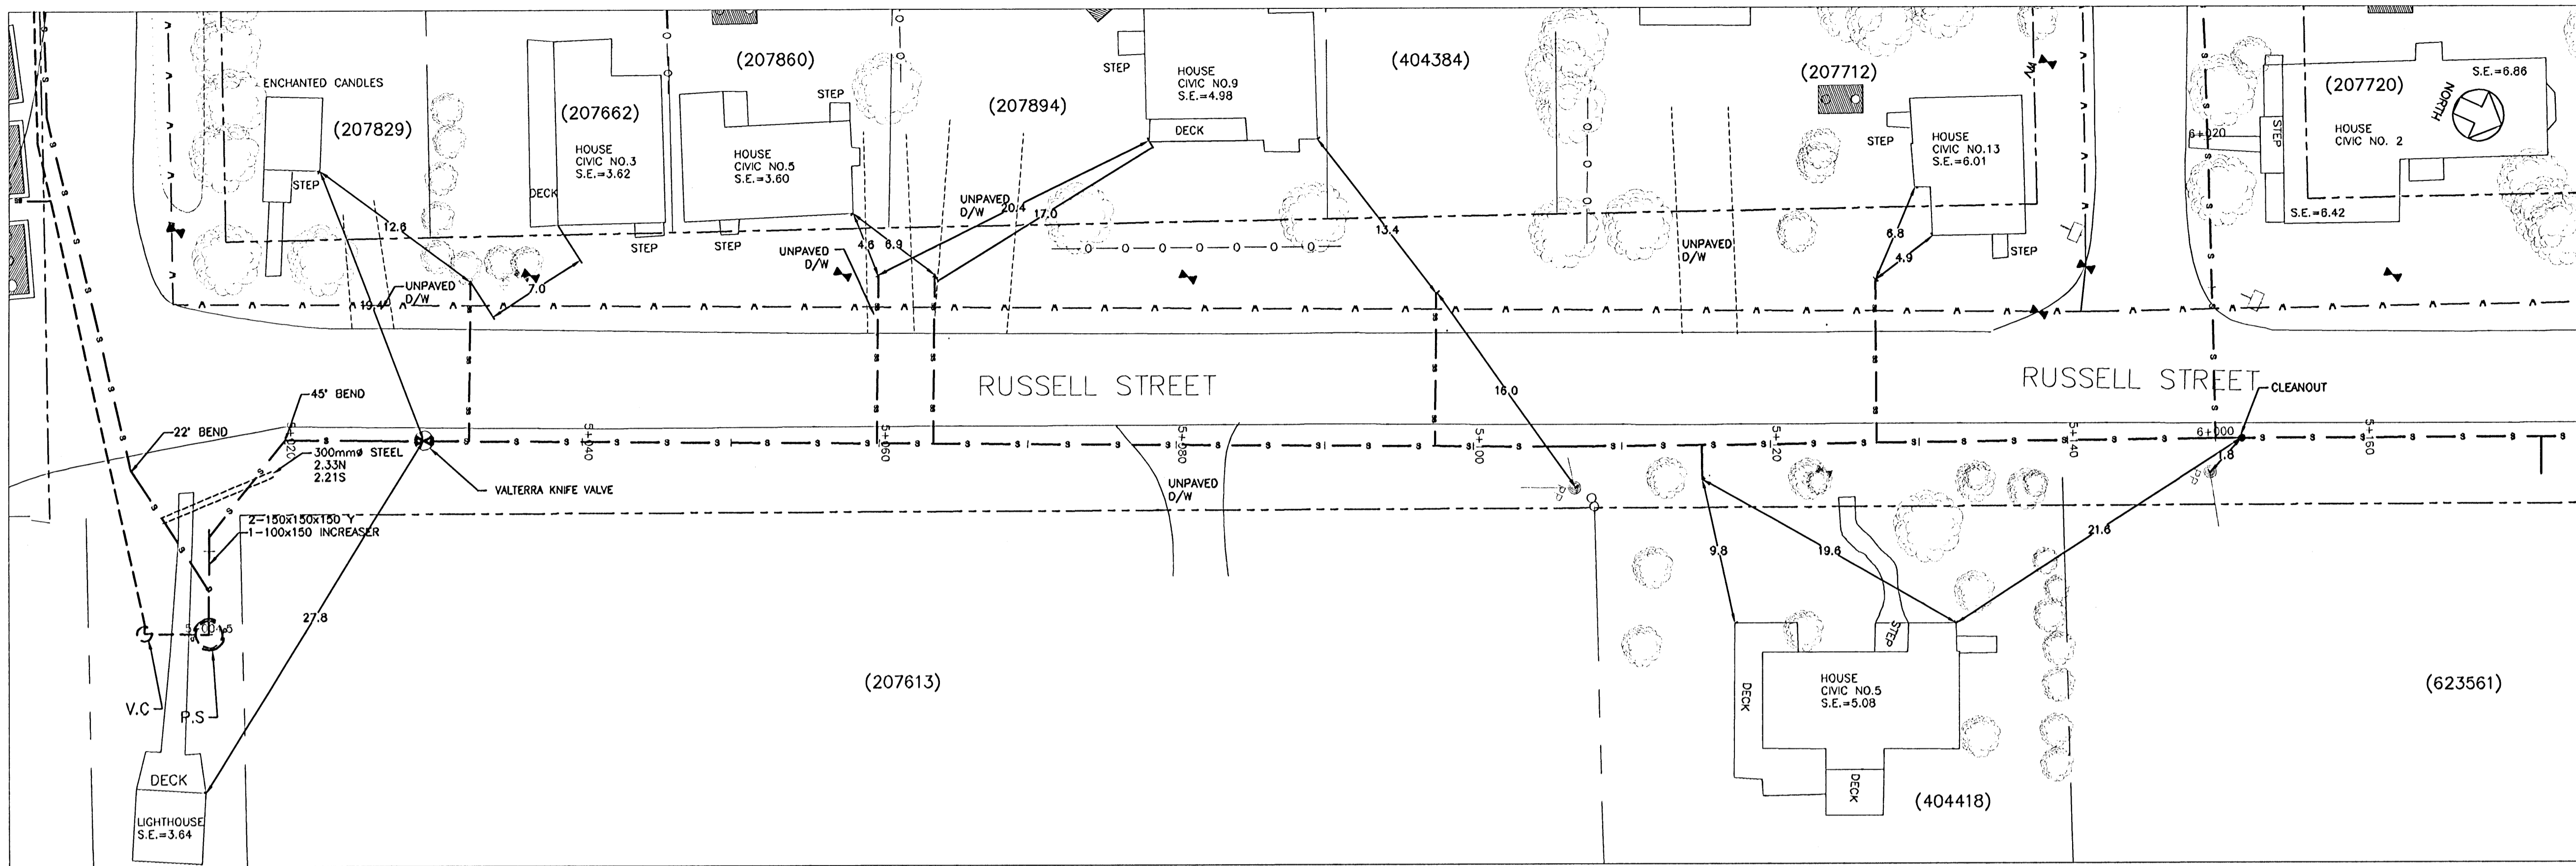 ENCHANTED CANDLES
(207829)
STEP
12.6
19.4
UNPAVED
D/W
DECK
(207662)
HOUSE
CIVIC NO.3
S.E.=3.62
STEP
7.0
(207860)
STEP
HOUSE
CIVIC NO.5
S.E.=3.60
STEP
4.6
6.9
UNPAVED
D/W
(207894)
UNPAVED
D/W
20.4
17.0
STEP
HOUSE
CIVIC NO.9
S.E.=4.98
DECK
(404384)
13.4
16.0
(207712)
STEP
HOUSE
CIVIC NO.13
S.E.=6.01
STEP
6.8
4.9
UNPAVED
D/W
(207720)
S.E.=6.86
NORTH
HOUSE
CIVIC NO. 2
STEP
6+020
S.E.=6.42
RUSSELL STREET
RUSSELL STREET
CLEANOUT
45° BEND
22° BEND
5+020
5+040
5+060
5+080
5+100
5+120
5+140
6+000
5+160
300mmø STEEL
2.33N
2.21S
VALTERRA KNIFE VALVE
2-150x150x150 Y
1-100x150 INCREASER
UNPAVED
D/W
PP
PP
1.8
27.8
9.8
19.6
21.6
V.C
P.S
DECK
LIGHTHOUSE
S.E.=3.64
(207613)
STEP
DECK
HOUSE
CIVIC NO.5
S.E.=5.08
DECK
(404418)
(623561)